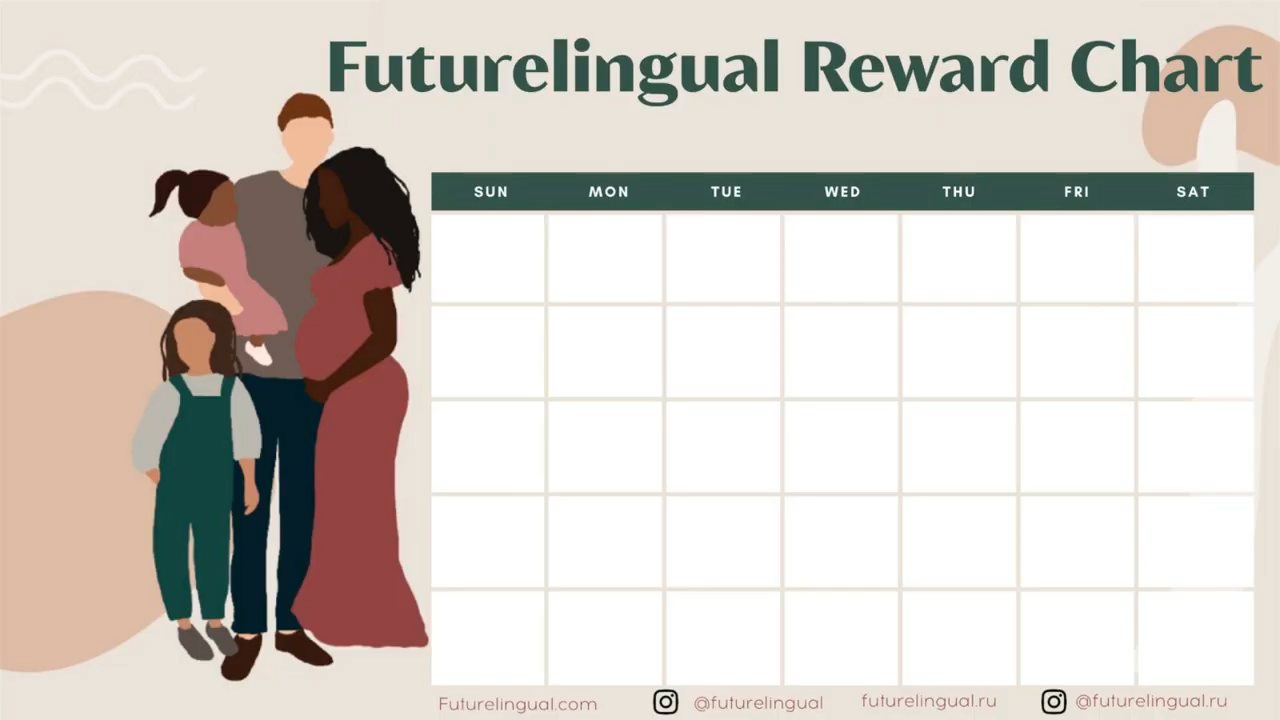 Futurelingual Reward Chart
SUN MON TUE WED THU FRI SAT
Futurelingual.com @futurelingual futurelingual.ru @futurelingual.ru